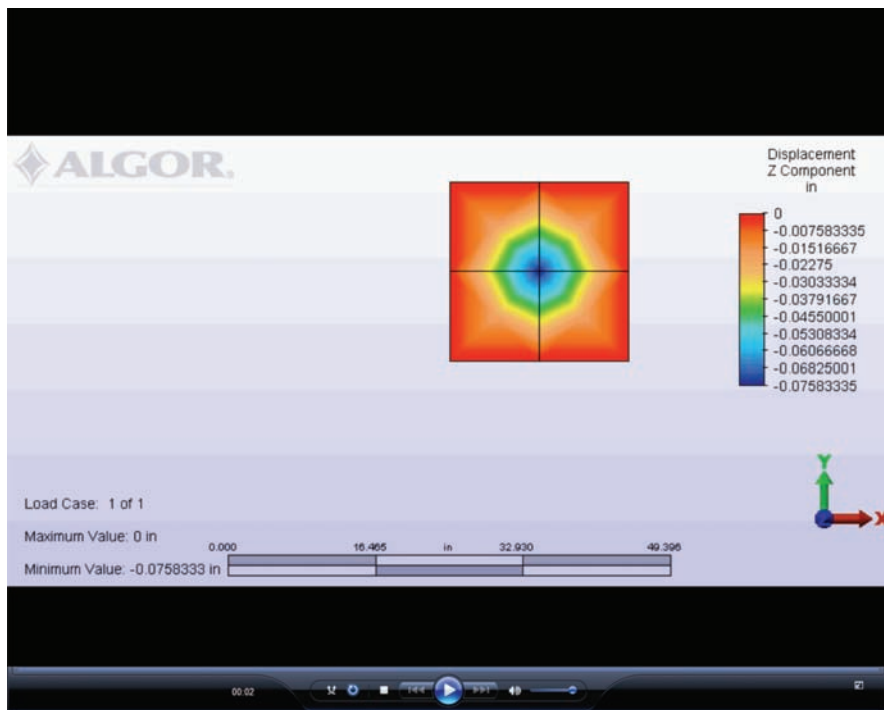 ALGOR.
Displacement
Z Component
in
0
-0.007583335
-0.01516667
-0.02275
-0.03033334
-0.03791667
-0.04550001
-0.05308334
-0.06066668
-0.06825001
-0.07583335
Y
X
Load Case: 1 of 1
Maximum Value: 0 in
Minimum Value: -0.0758333 in
0.000 16.465 in 32.930 49.396
00:02